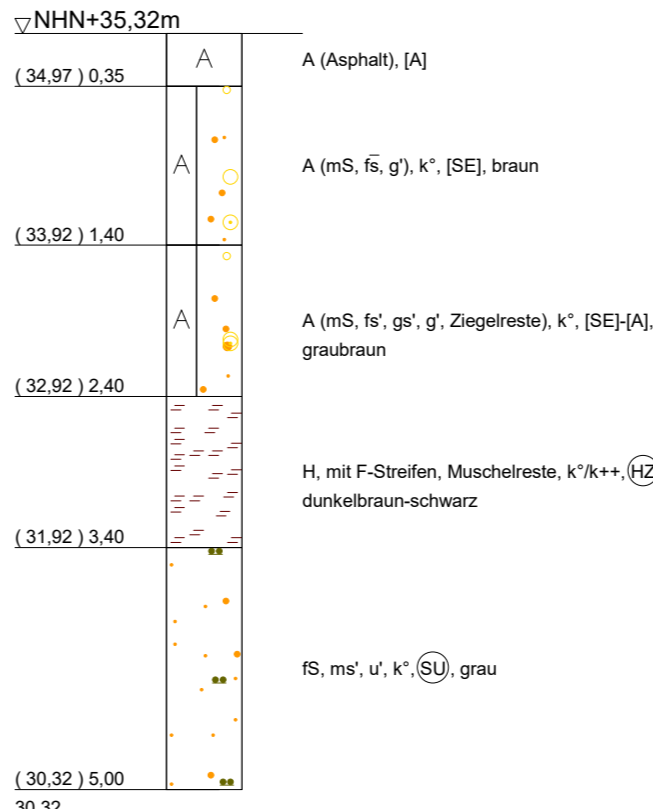 ▽ NHN+35,32m
A
A (Asphalt), [A]
( 34,97 ) 0,35
A
A (mS, fs̄, g'), k°, [SE], braun
( 33,92 ) 1,40
A
A (mS, fs', gs', g', Ziegelreste), k°, [SE]-[A],
graubraun
( 32,92 ) 2,40
H, mit F-Streifen, Muschelreste, k°/k++, HZ
dunkelbraun-schwarz
( 31,92 ) 3,40
fS, ms', u', k°, SU, grau
( 30,32 ) 5,00
30,32